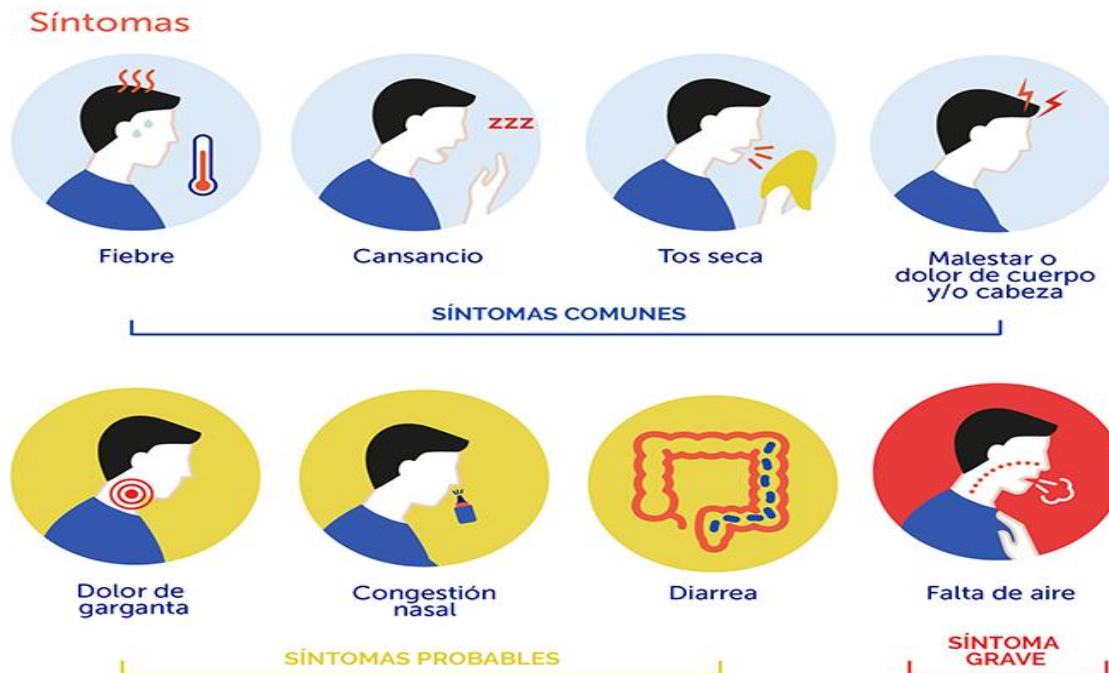 Síntomas
zzz
Fiebre
Cansancio
Tos seca
Malestar o
dolor de cuerpo
y/o cabeza
SÍNTOMAS COMUNES
Dolor de
garganta
Congestión
nasal
Diarrea
Falta de aire
SÍNTOMAS PROBABLES
SÍNTOMA
GRAVE